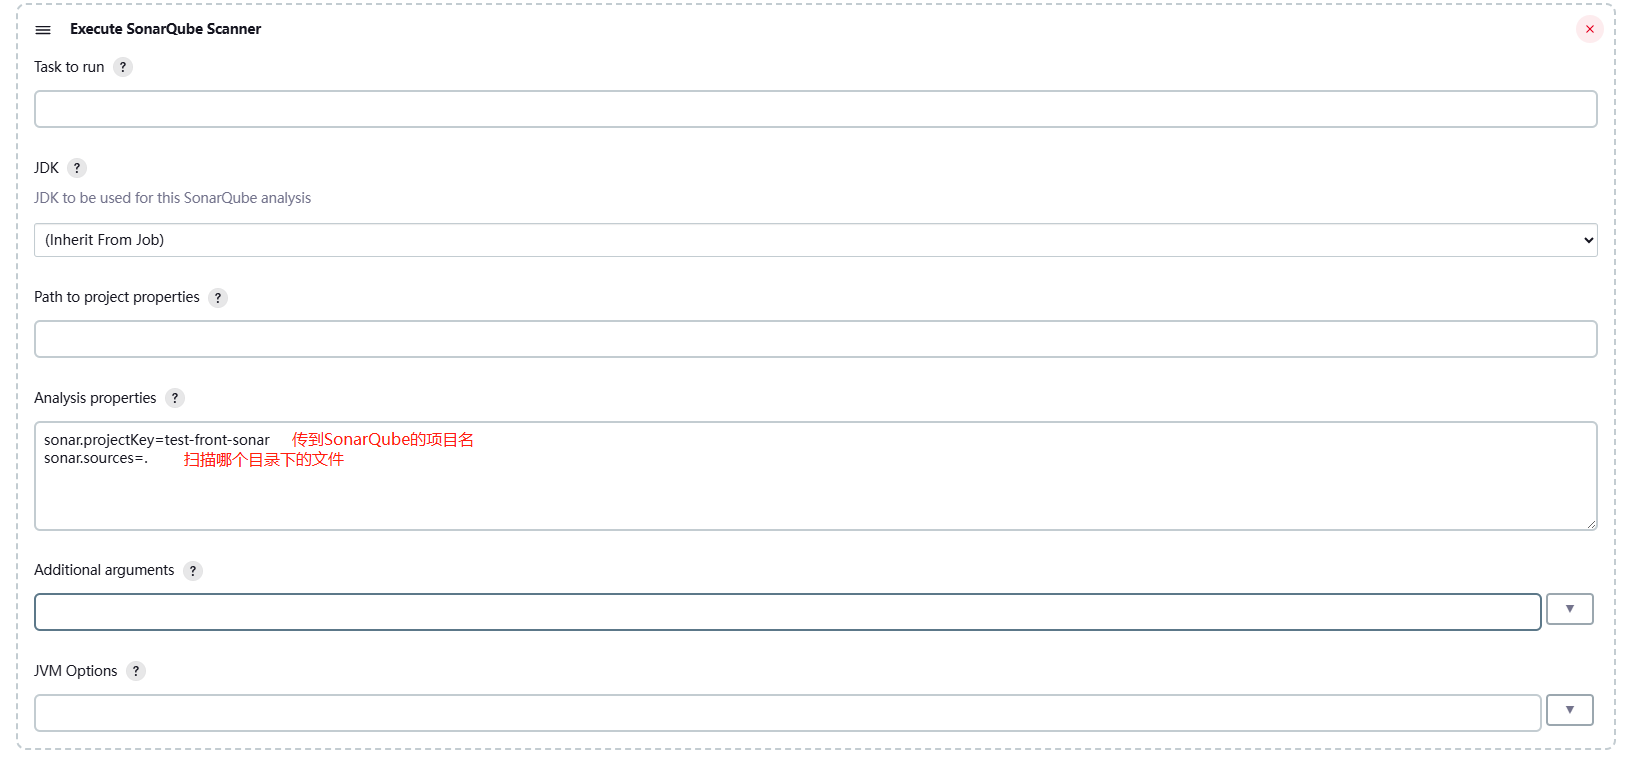 Execute SonarQube Scanner
Task to run ?
JDK ?
JDK to be used for this SonarQube analysis
(Inherit From Job)
Path to project properties ?
Analysis properties ?
sonar.projectKey=test-front-sonar 传到SonarQube的项目名
sonar.sources=. 扫描哪个目录下的文件
Additional arguments ?
JVM Options ?